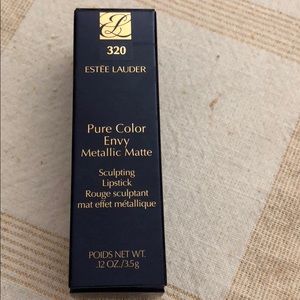 320
ESTĒE LAUDER
Pure Color
Envy
Metallic Matte
Sculpting
Lipstick
Rouge sculptant
mat effet métallique
POIDS NET WT.
.12 OZ./3.5g